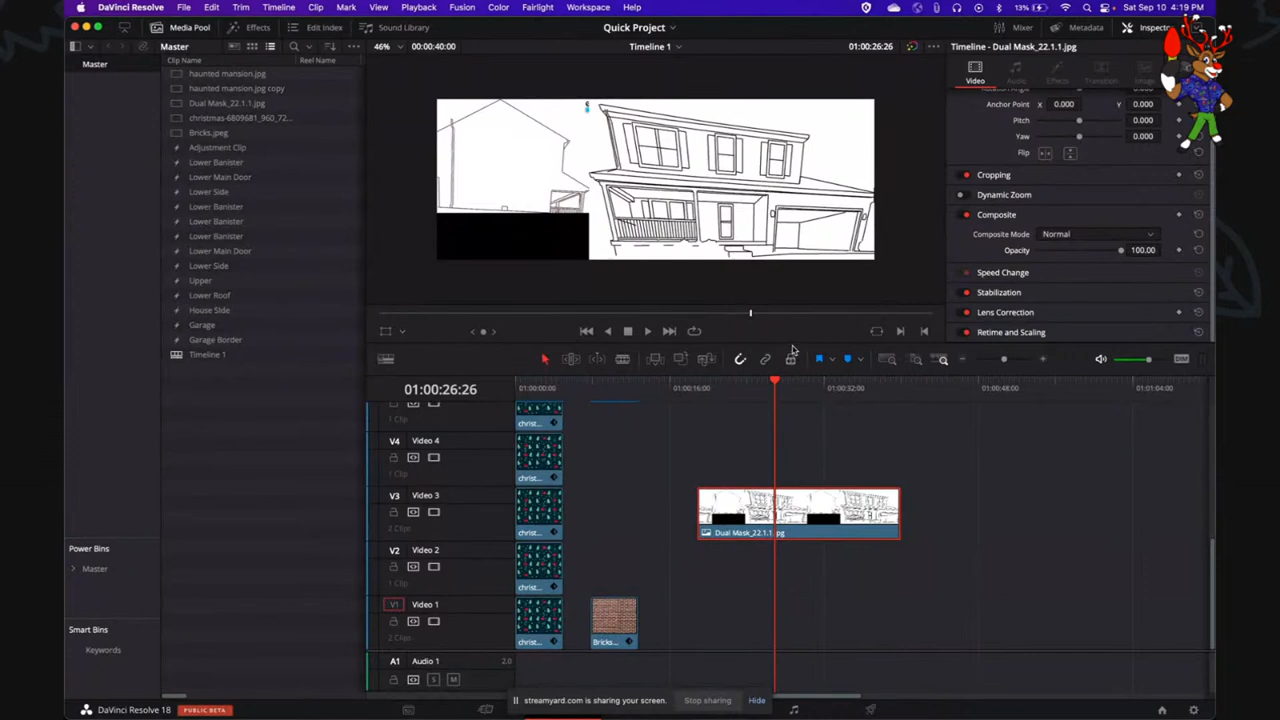 DaVinci Resolve File Edit Trim Timeline Clip Mark View Playback Fusion Color Fairlight Workspace Help 13% Sat Sep 10 4:19 PM
Media Pool Effects Edit Index Sound Library Quick Project Mixer Metadata Inspector
Master 46% 00:00:40:00 Timeline 1 01:00:26:26 Timeline - Dual Mask_22.1.1.jpg
Master
Clip Name Reel Name
haunted mansion.jpg
haunted mansion.jpg copy
Dual Mask_22.1.1.jpg
christmas-6609681_960_72...
Bricks.jpeg
Adjustment Clip
Lower Banister
Lower Main Door
Lower Side
Lower Banister
Lower Banister
Lower Banister
Lower Main Door
Lower Side
Upper
Lower Roof
House Side
Garage
Garage Border
Timeline 1
Video Audio Effects Transition Image
Rotation Angle 0.000
Anchor Point X 0.000 Y 0.000
Pitch 0.000
Yaw 0.000
Flip
Cropping
Dynamic Zoom
Composite
Composite Mode Normal
Opacity 100.00
Speed Change
Stabilization
Lens Correction
Retime and Scaling
DIM
01:00:26:26 01:00:00:00 01:00:16:00 01:00:32:00 01:00:48:00 01:01:04:00
1 Clip
christ...
V4 Video 4
1 Clip
christ...
V3 Video 3
2 Clips
christ...
Dual Mask_22.1.1.jpg
V2 Video 2
1 Clip
christ...
V1 Video 1
2 Clips
christ...
Bricks...
A1 Audio 1 2.0
S M
Power Bins
Master
Smart Bins
Keywords
streamyard.com is sharing your screen. Stop sharing Hide
DaVinci Resolve 18 PUBLIC BETA